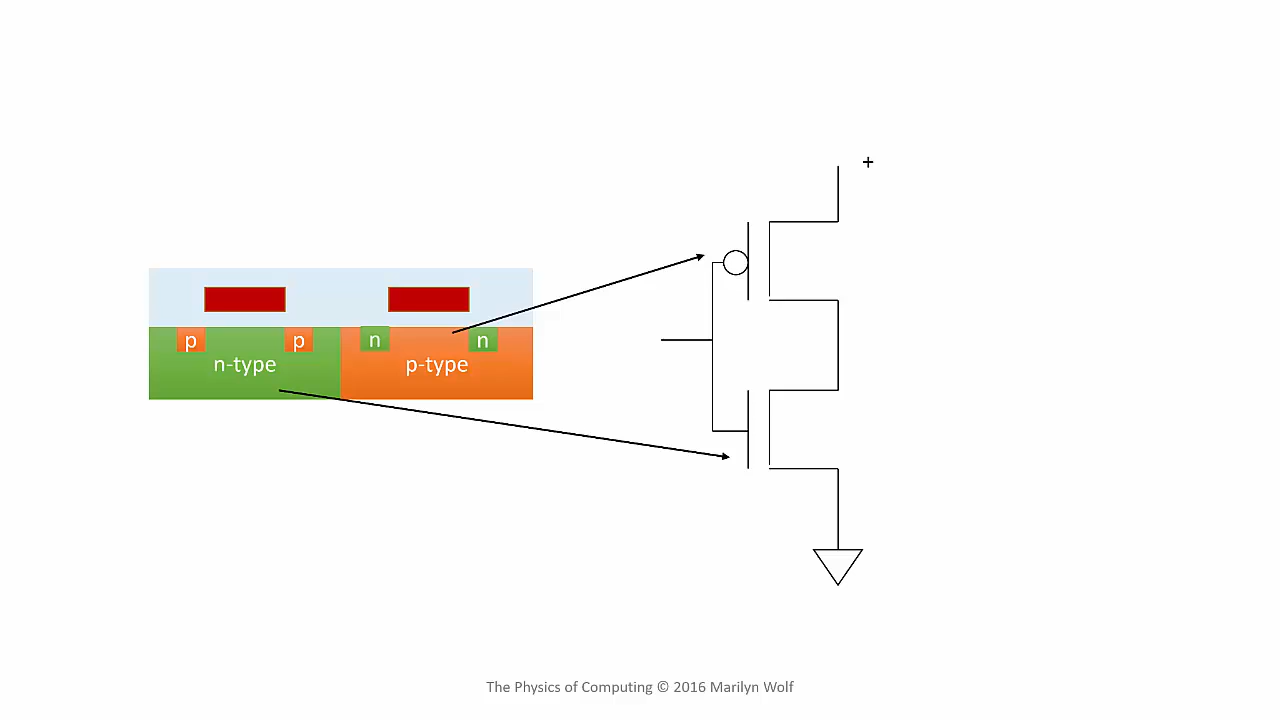 +
p p n n
n-type p-type
The Physics of Computing © 2016 Marilyn Wolf